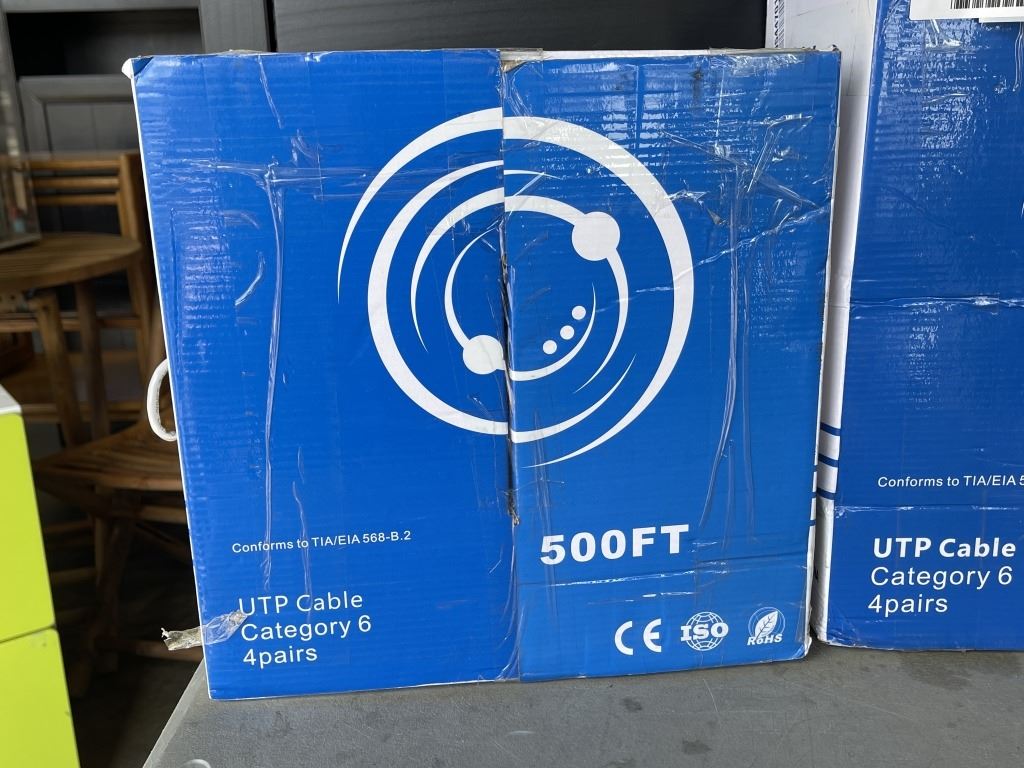 Conforms to TIA/EIA 568-B.2
UTP Cable
Category 6
4pairs
500FT
CE ISO RoHS
Conforms to TIA/EIA 5
UTP Cable
Category 6
4pairs